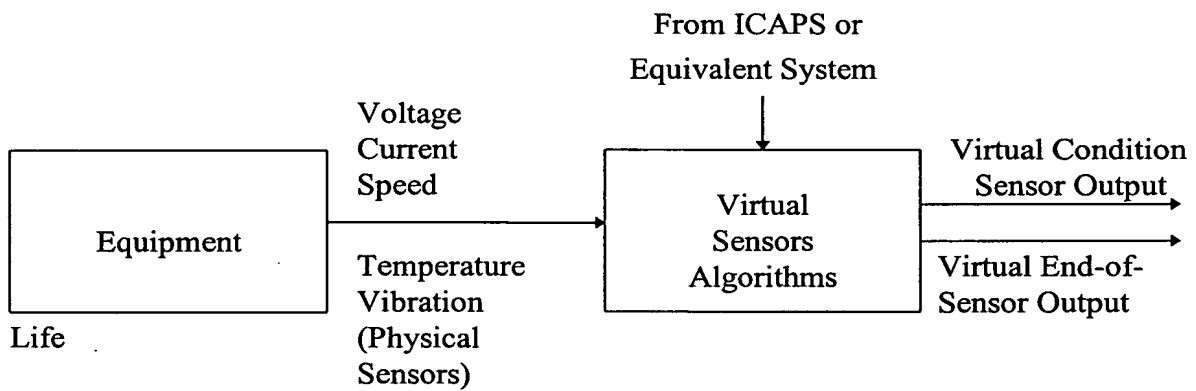 From ICAPS or
Equivalent System
Voltage
Current
Speed
Equipment
Temperature
Vibration
(Physical
Sensors)
Life
Virtual
Sensors
Algorithms
Virtual Condition
Sensor Output
Virtual End-of-
Sensor Output